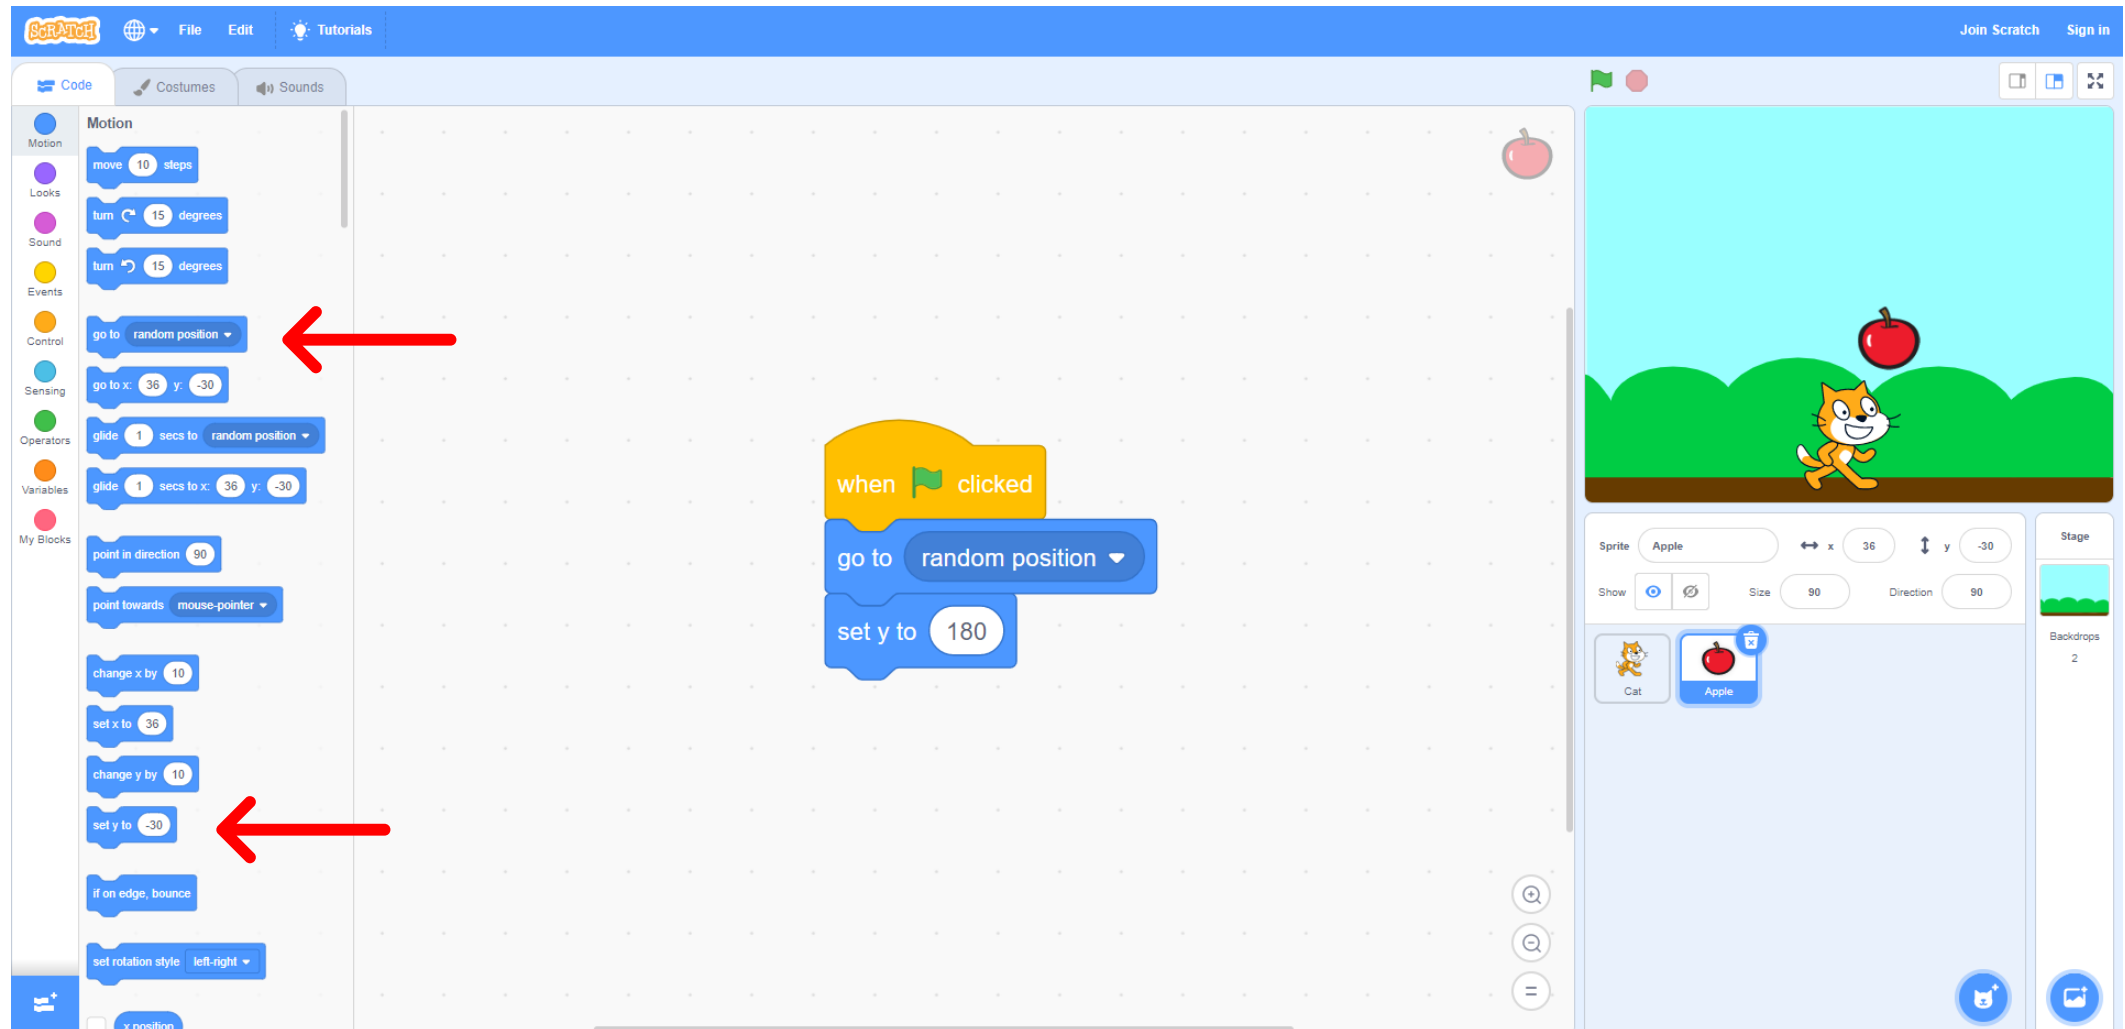 SCRATCH File Edit Tutorials Join Scratch Sign in
Code Costumes Sounds
Motion
Looks
Sound
Events
Control
Sensing
Operators
Variables
My Blocks
Motion
move 10 steps
turn 15 degrees
turn 15 degrees
go to random position
go to x: 36 y: -30
glide 1 secs to random position
glide 1 secs to x: 36 y: -30
point in direction 90
point towards mouse-pointer
change x by 10
set x to 36
change y by 10
set y to -30
if on edge, bounce
set rotation style left-right
x position
when clicked
go to random position
set y to 180
Sprite Apple x 36 y -30
Show Size 90 Direction 90
Cat
Apple
Stage
Backdrops
2